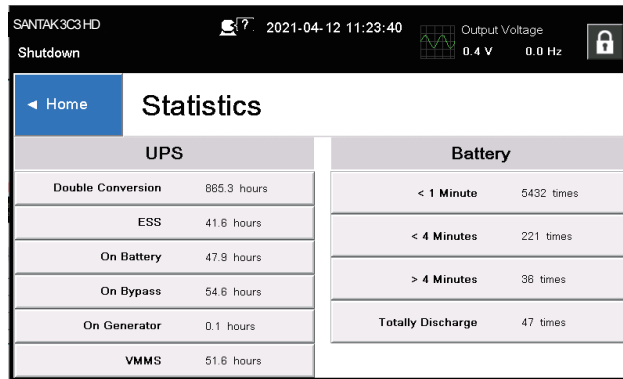 SANTAK 3C3 HD
? 2021-04-12 11:23:40
Output Voltage
Shutdown
0.4 V 0.0 Hz
◄ Home
Statistics
UPS
Double Conversion 865.3 hours
ESS 41.6 hours
On Battery 47.9 hours
On Bypass 54.6 hours
On Generator 0.1 hours
VMMS 51.6 hours
Battery
< 1 Minute 5432 times
< 4 Minutes 221 times
> 4 Minutes 36 times
Totally Discharge 47 times